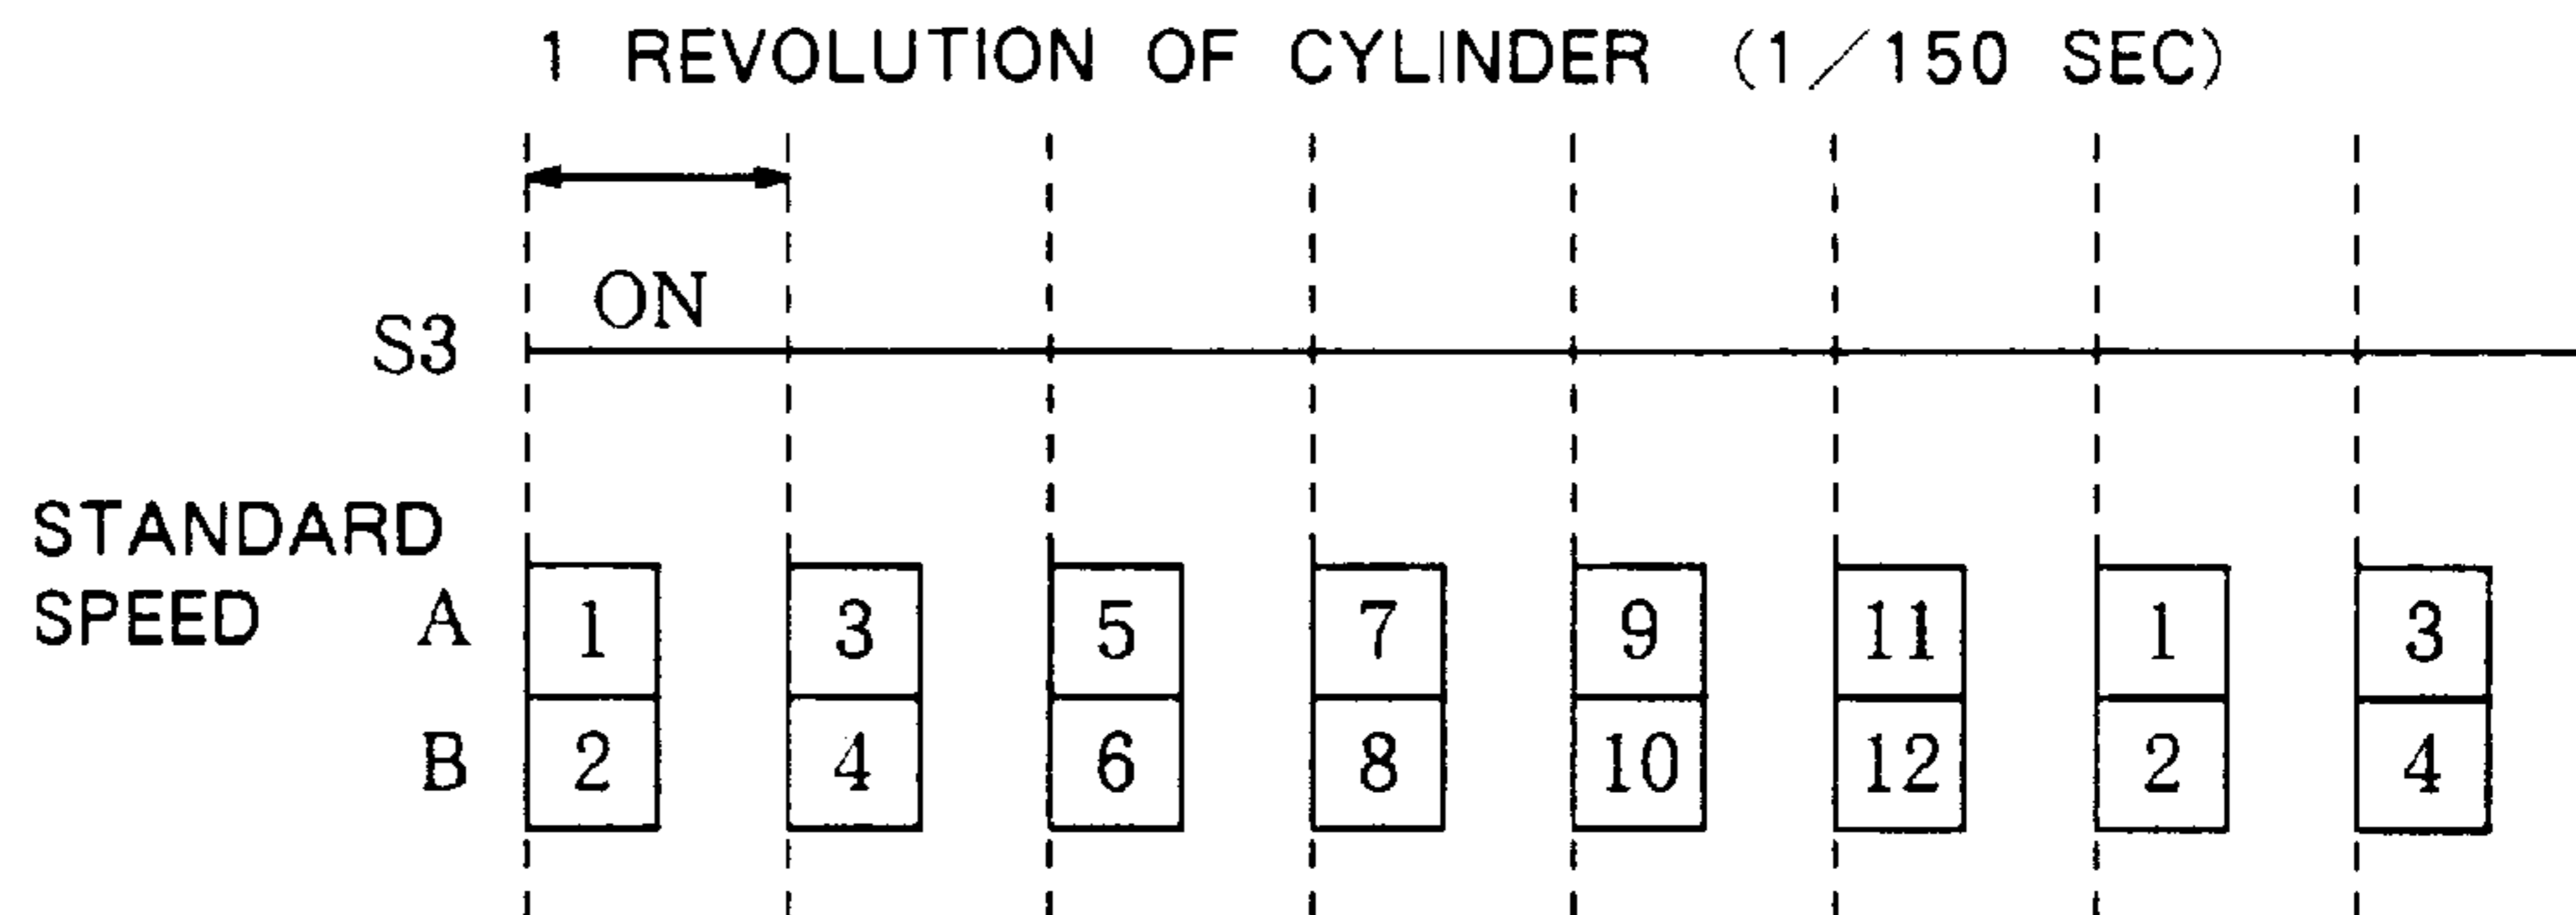 1 REVOLUTION OF CYLINDER (1/150 SEC)
ON
S3
STANDARD
SPEED A 1 3 5 7 9 11 1 3
B 2 4 6 8 10 12 2 4